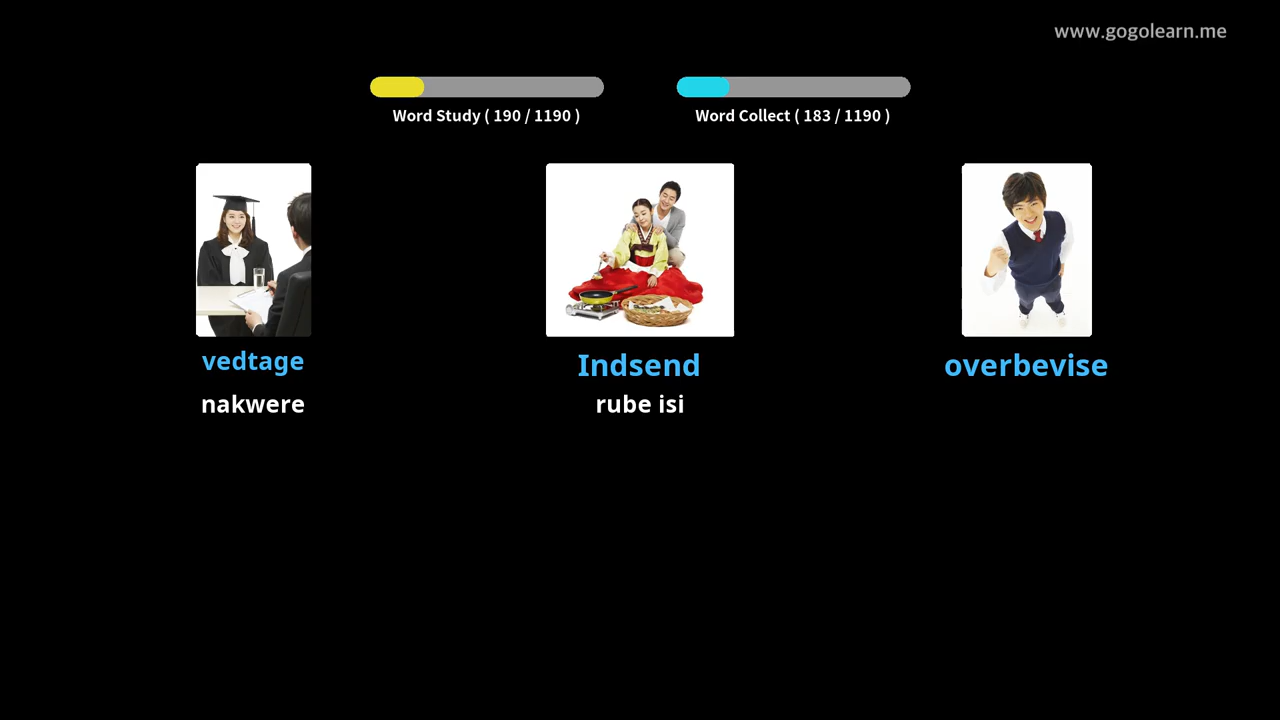 www.gogolearn.me
Word Study ( 190 / 1190 )
Word Collect ( 183 / 1190 )
vedtage
Indsend
overbevise
nakwere
rube isi